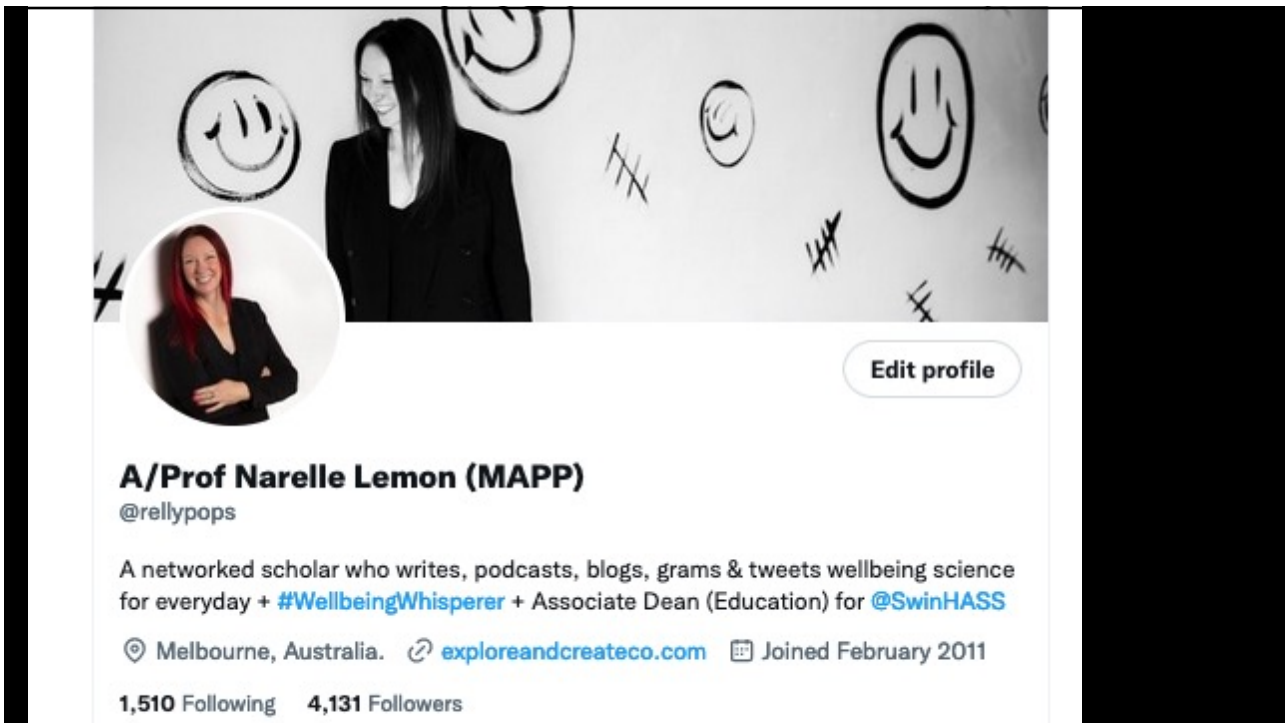 Edit profile
A/Prof Narelle Lemon (MAPP)
@rellypops
A networked scholar who writes, podcasts, blogs, grams & tweets wellbeing science
for everyday + #WellbeingWhisperer + Associate Dean (Education) for @SwinHASS
Melbourne, Australia. exploreandcreateco.com Joined February 2011
1,510 Following 4,131 Followers